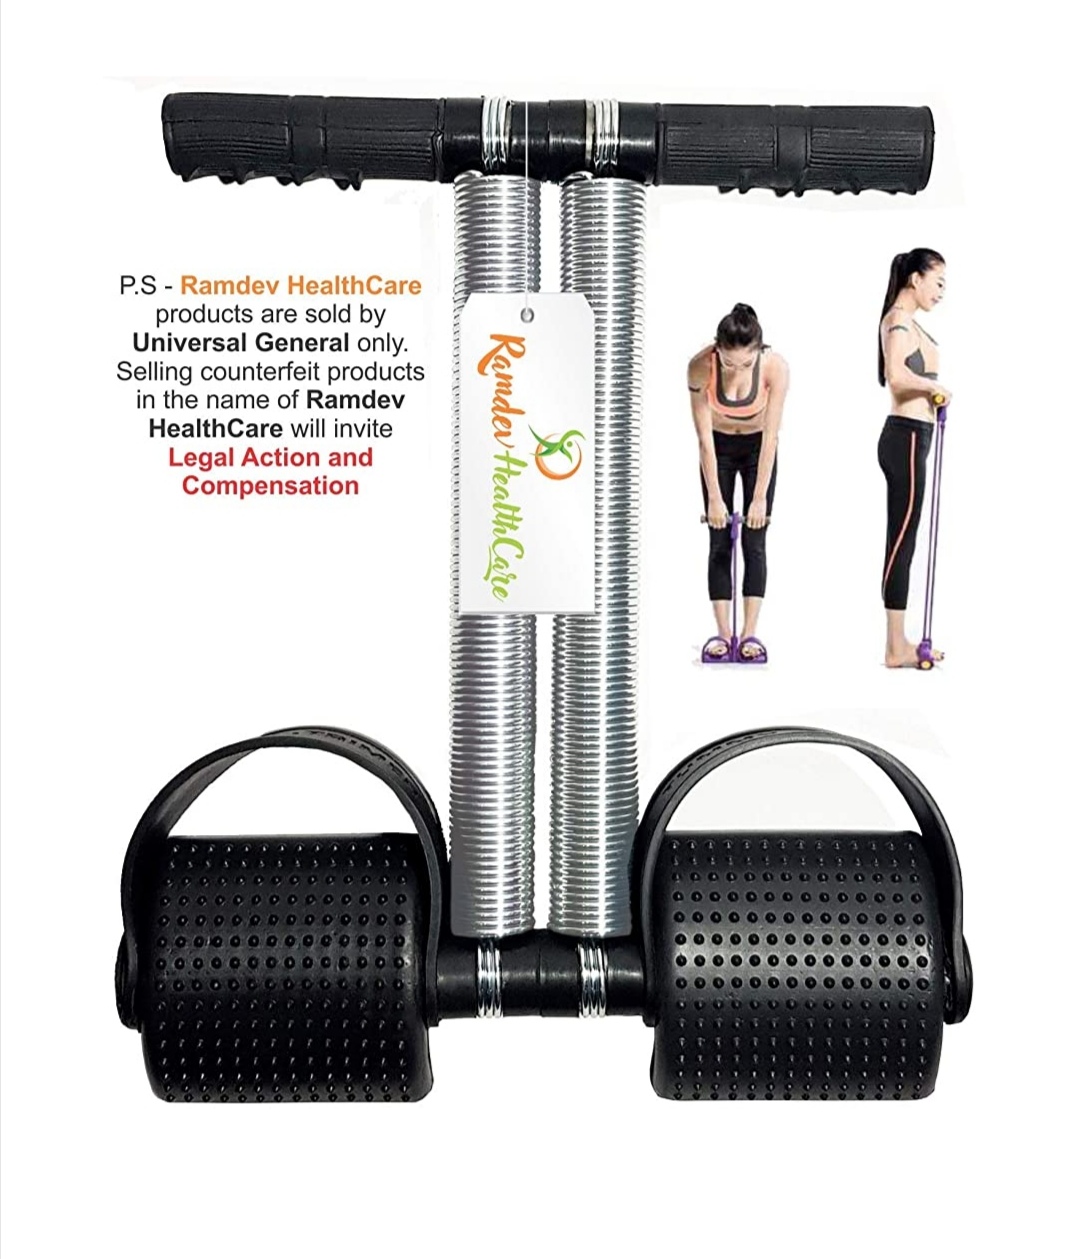 P.S - Ramdev HealthCare
products are sold by
Universal General only.
Selling counterfeit products
in the name of Ramdev
HealthCare will invite
Legal Action and
Compensation
Ramdev HealthCare